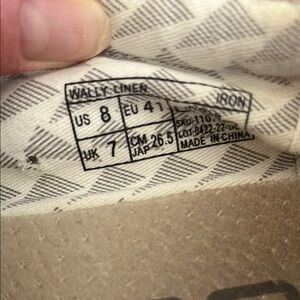 WALLY LINEN IRON
US 8 EU 41
UK 7 CM 26.5
JAP
MADE IN CHINA